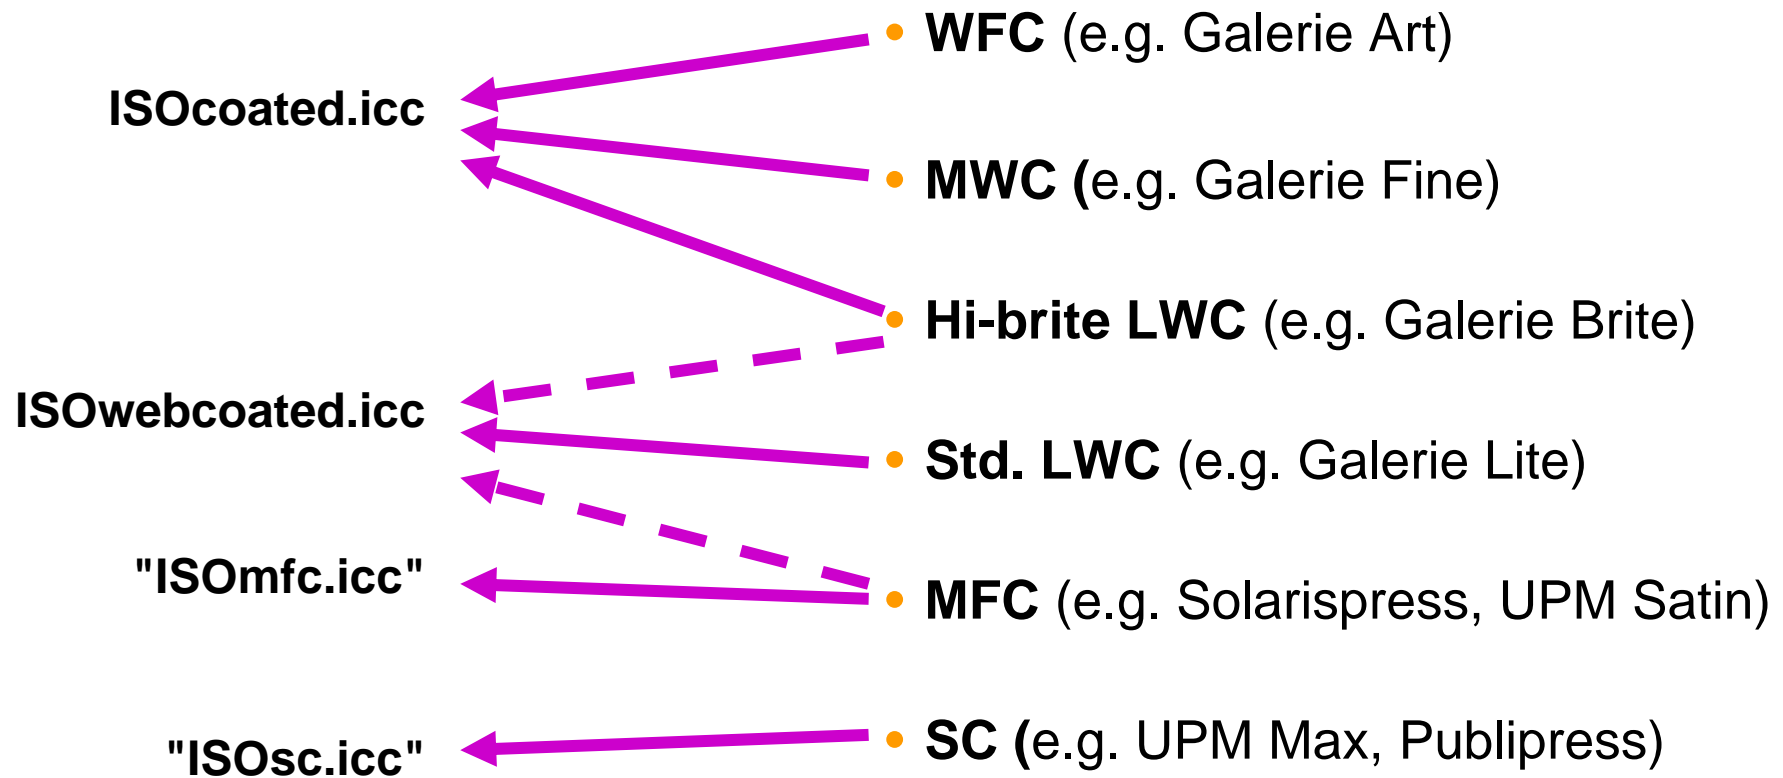 ISOcoated.icc
ISOwebcoated.icc
"ISOmfc.icc"
"ISOsc.icc"
• WFC (e.g. Galerie Art)
• MWC (e.g. Galerie Fine)
• Hi-brite LWC (e.g. Galerie Brite)
• Std. LWC (e.g. Galerie Lite)
• MFC (e.g. Solarispress, UPM Satin)
• SC (e.g. UPM Max, Publipress)